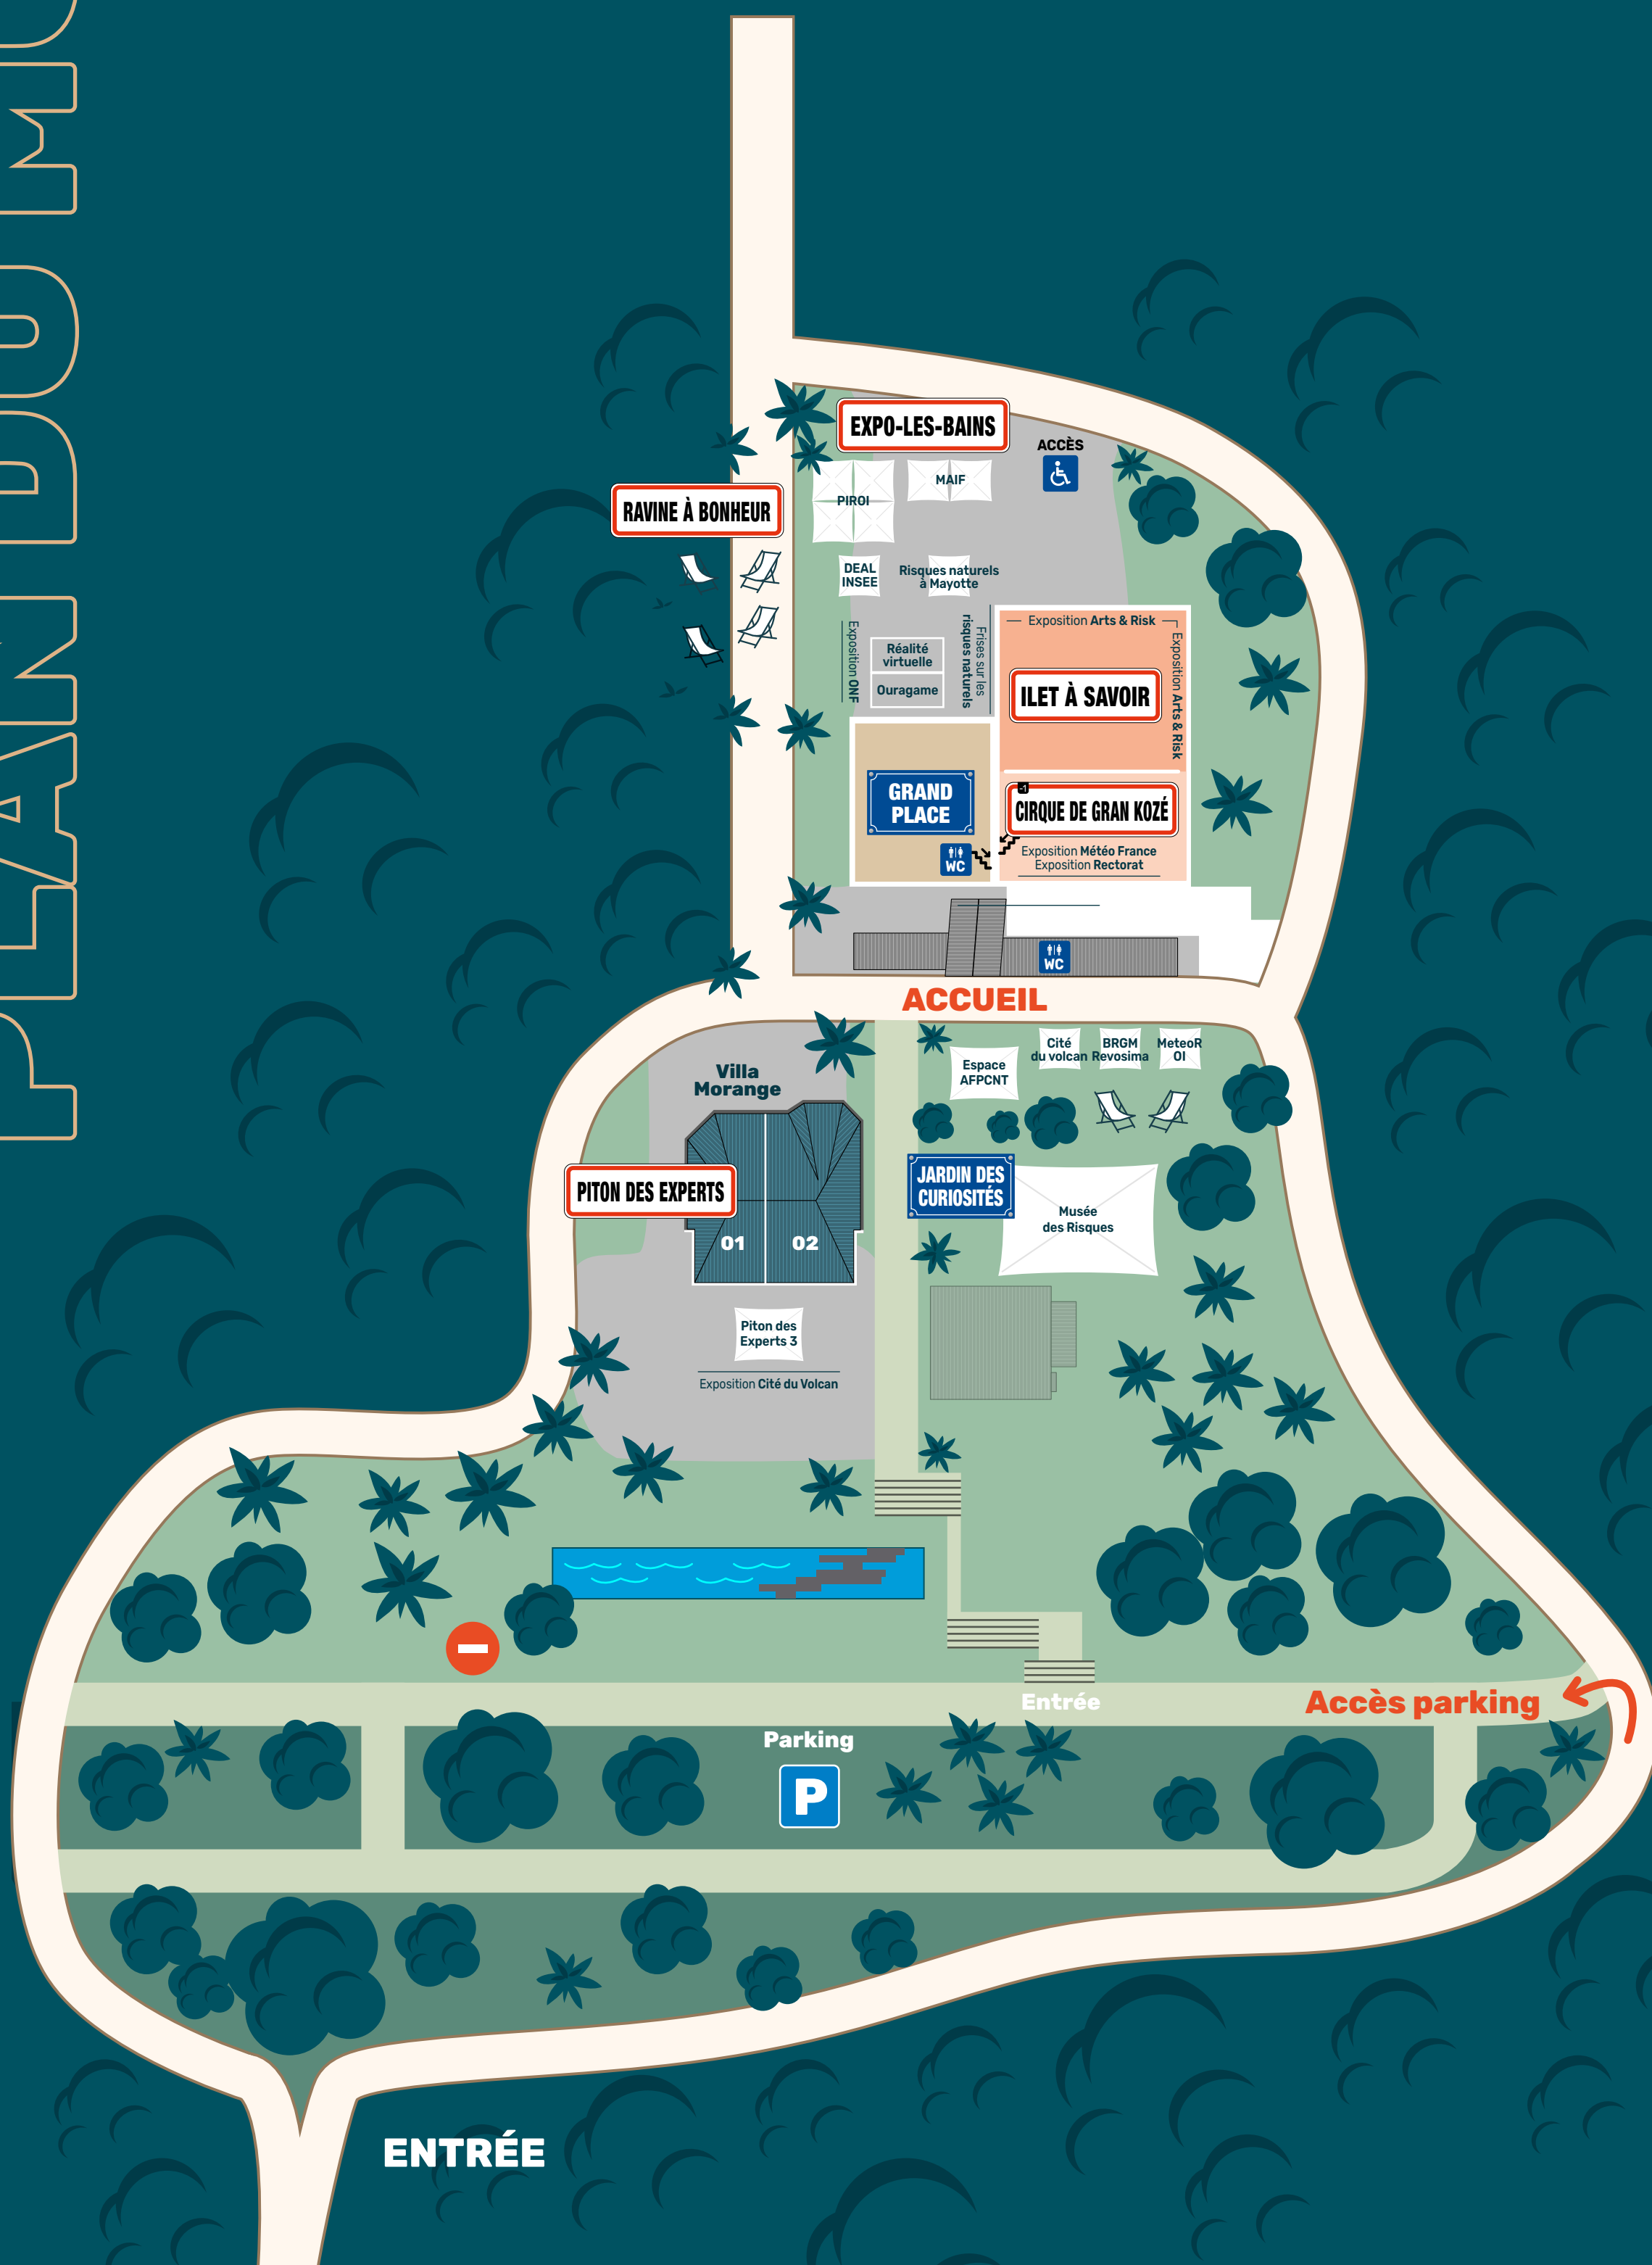 PLAN DU MU
EXPO-LES-BAINS
ACCÈS
MAIF
PIROI
RAVINE À BONHEUR
DEAL
INSEE
Risques naturels
à Mayotte
Exposition ONF
Réalité
virtuelle
Ouragame
Frises sur les
risques naturels
Exposition Arts & Risk
Exposition Arts & Risk
ILET À SAVOIR
GRAND
PLACE
-1
CIRQUE DE GRAN KOZÉ
WC
Exposition Météo France
Exposition Rectorat
WC
ACCUEIL
Villa
Morange
Espace
AFPCNT
Cité
du volcan
BRGM
Revosima
MeteoR
OI
PITON DES EXPERTS
01
02
JARDIN DES
CURIOSITÉS
Musée
des Risques
Piton des
Experts 3
Exposition Cité du Volcan
Entrée
Accès parking
Parking
P
ENTRÉE